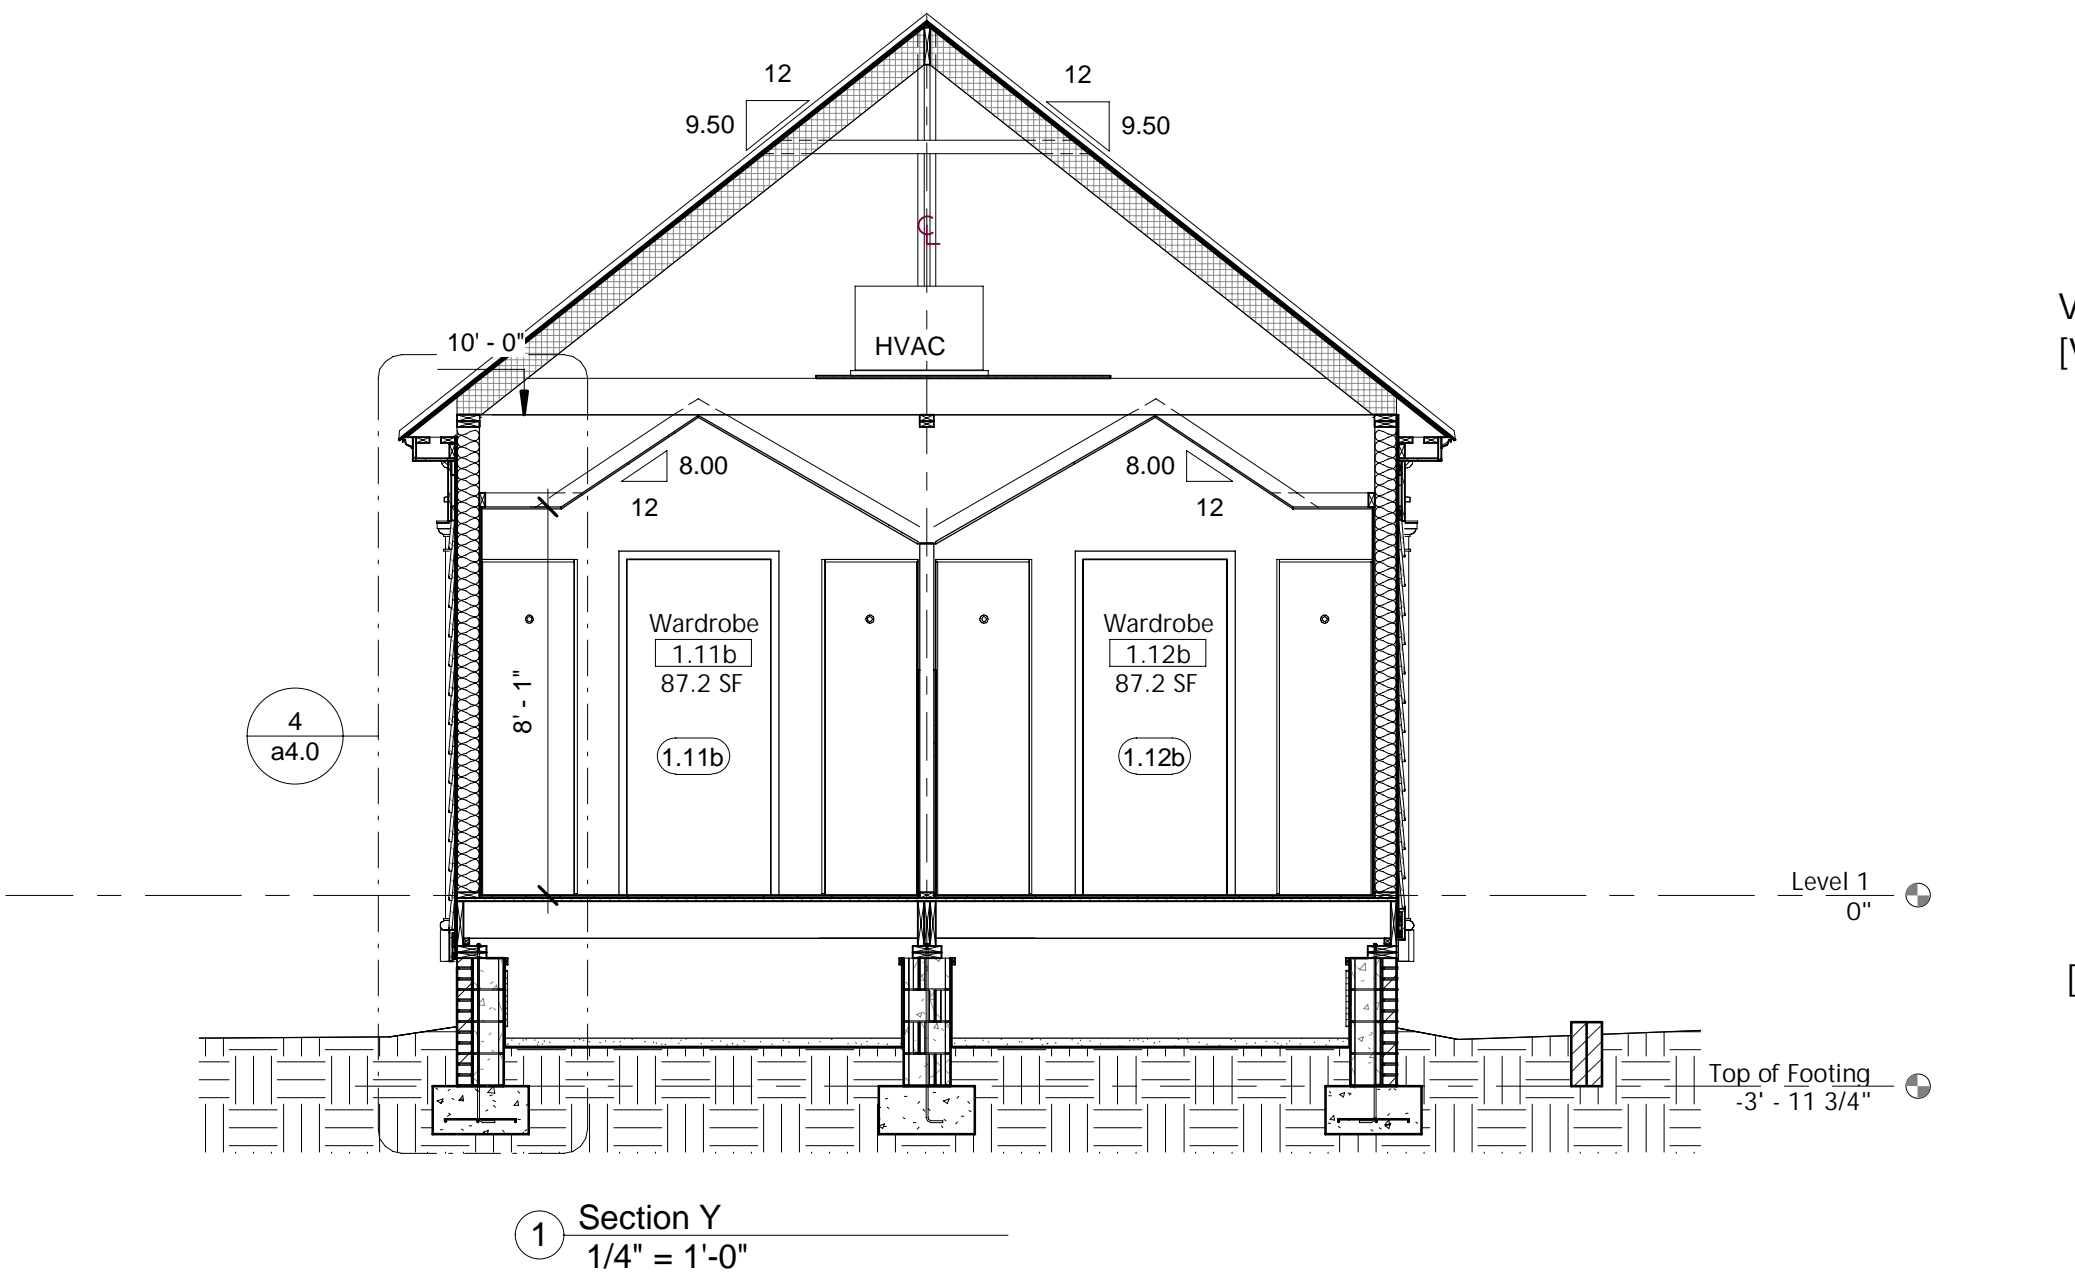 12
12
9.50
9.50
CL
V
10' - 0"
HVAC
[V
8.00
8.00
12
12
Wardrobe
1.11b
87.2 SF
Wardrobe
1.12b
87.2 SF
8' - 1"
4
a4.0
1.11b
1.12b
Level 1
0"
[
Top of Footing
-3' - 11 3/4"
1
Section Y
1/4" = 1'-0"